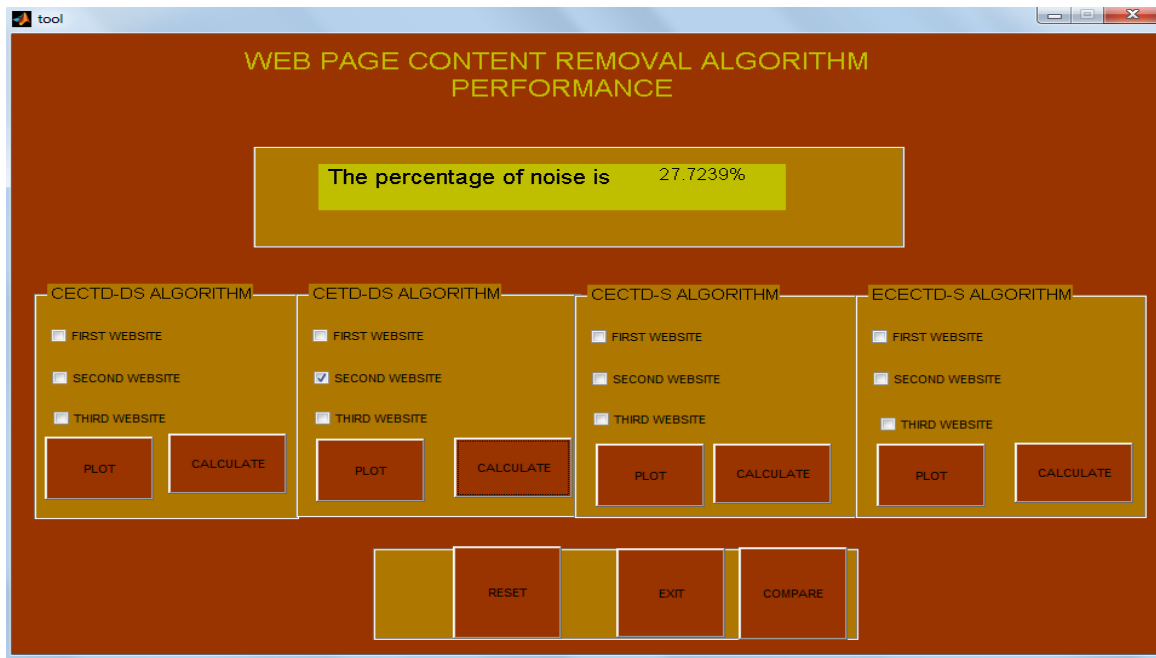 tool
WEB PAGE CONTENT REMOVAL ALGORITHM
PERFORMANCE
The percentage of noise is 27.7239%
CECTD-DS ALGORITHM
FIRST WEBSITE
SECOND WEBSITE
THIRD WEBSITE
PLOT CALCULATE
CETD-DS ALGORITHM
FIRST WEBSITE
SECOND WEBSITE
THIRD WEBSITE
PLOT CALCULATE
CECTD-S ALGORITHM
FIRST WEBSITE
SECOND WEBSITE
THIRD WEBSITE
PLOT CALCULATE
ECECTD-S ALGORITHM
FIRST WEBSITE
SECOND WEBSITE
THIRD WEBSITE
PLOT CALCULATE
RESET EXIT COMPARE